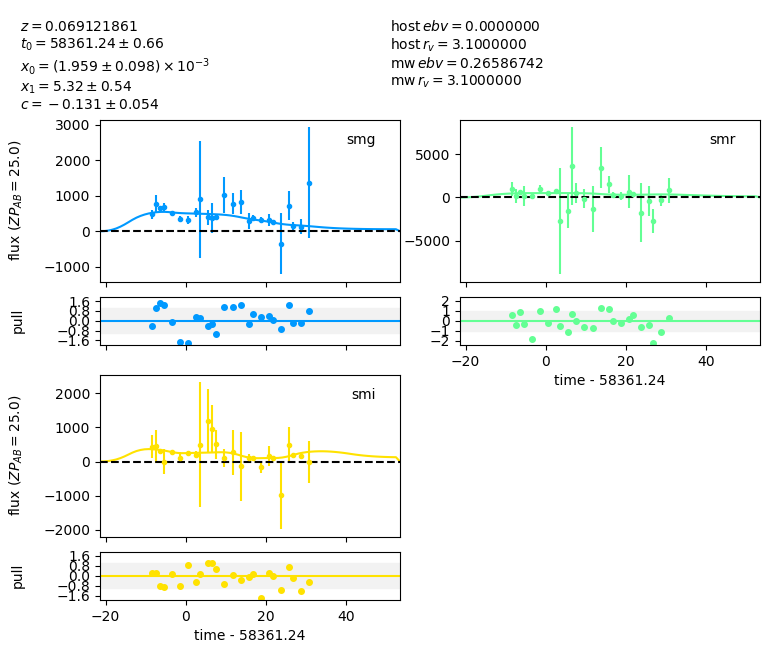 z = 0.069121861
t₀ = 58361.24 ± 0.66
x₀ = (1.959 ± 0.098) × 10⁻³
x₁ = 5.32 ± 0.54
c = −0.131 ± 0.054
host ebv = 0.0000000
host r_v = 3.1000000
mw ebv = 0.26586742
mw r_v = 3.1000000
smg
flux (ZP_AB = 25.0)
3000
2000
1000
0
−1000
smr
5000
0
−5000
pull
1.6
0.8
0.0
−0.8
−1.6
2
1
0
−1
−2
−20 0 20 40
time - 58361.24
smi
flux (ZP_AB = 25.0)
2000
1000
0
−1000
−2000
pull
1.6
0.8
0.0
−0.8
−1.6
−20 0 20 40
time - 58361.24